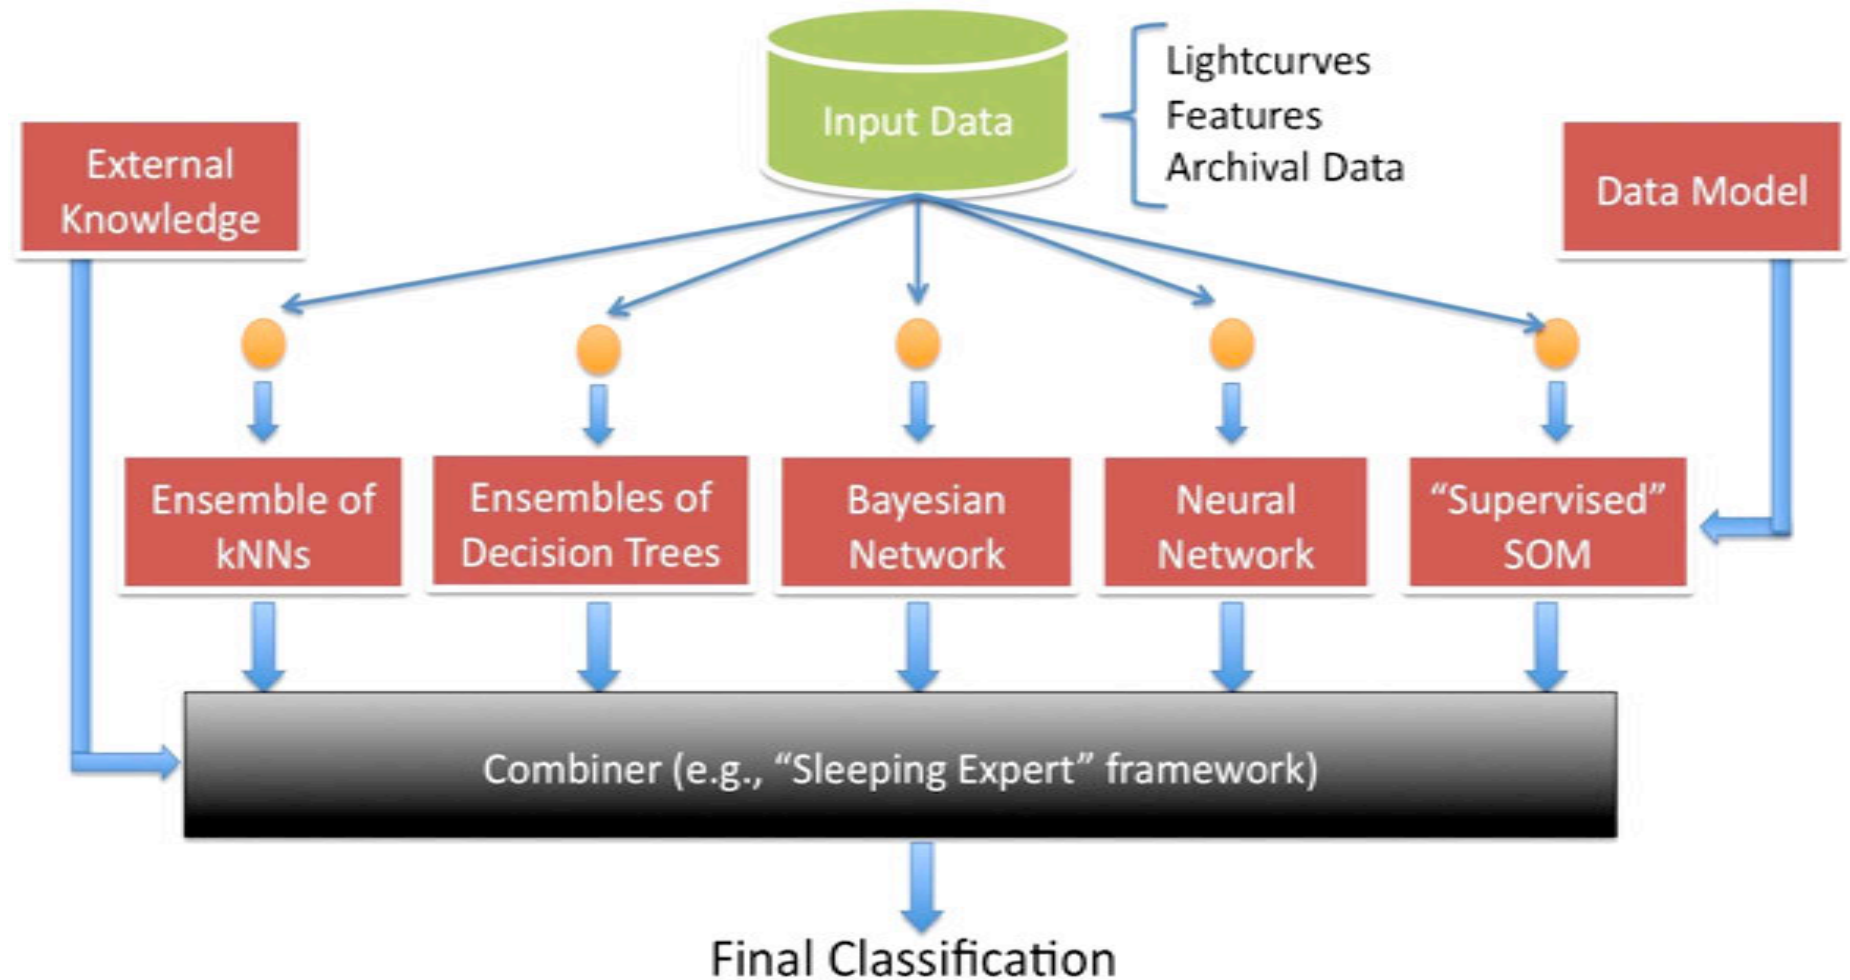 Input Data
Lightcurves
Features
Archival Data
External
Knowledge
Data Model
Ensemble of
kNNs
Ensembles of
Decision Trees
Bayesian
Network
Neural
Network
“Supervised”
SOM
Combiner (e.g., “Sleeping Expert” framework)
Final Classification